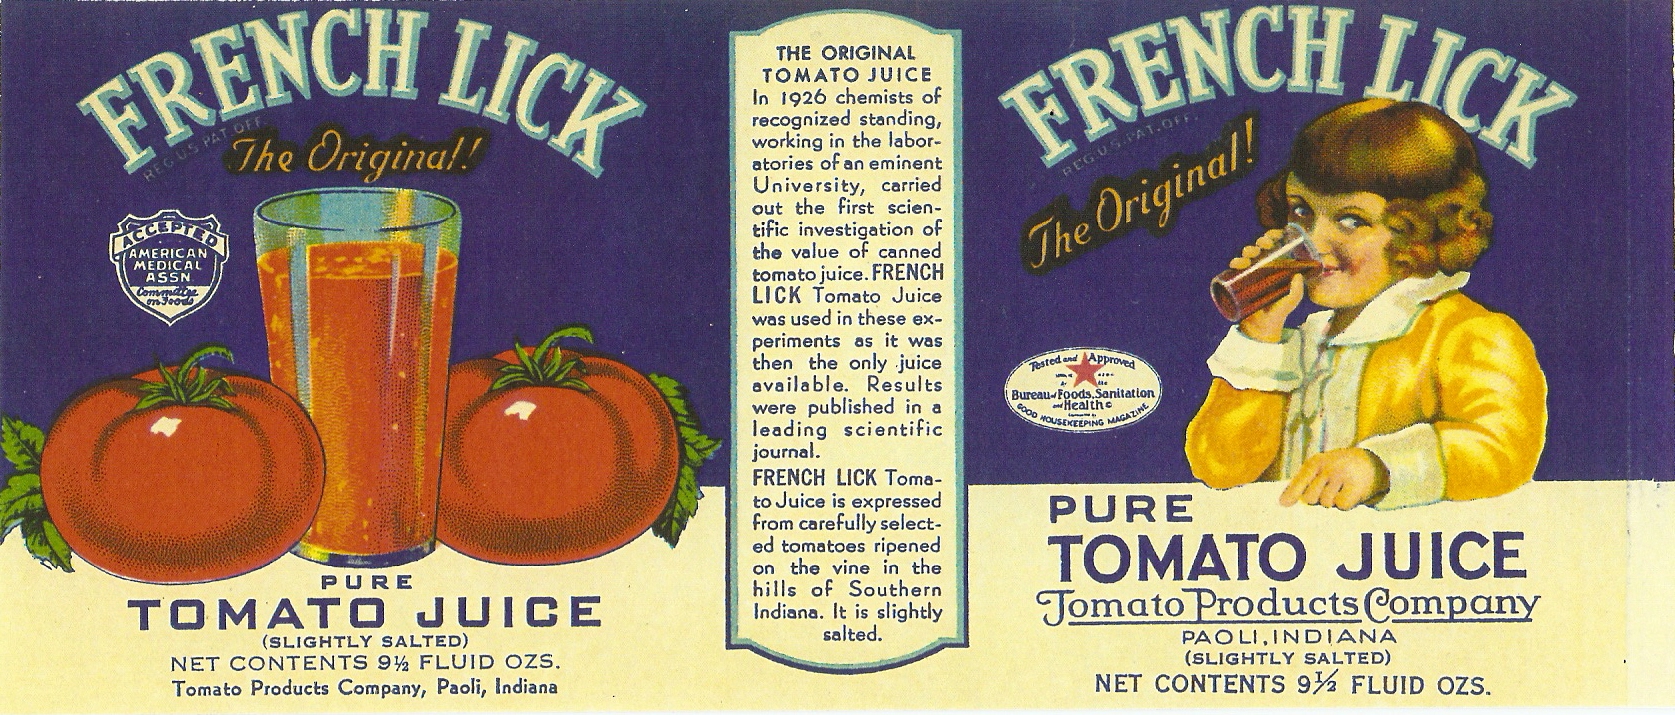 FRENCH LICK
REG.U.S.PAT.OFF.
The Original!
ACCEPTED
AMERICAN
MEDICAL
ASSN
Committee
on Foods
PURE
TOMATO JUICE
(SLIGHTLY SALTED)
NET CONTENTS 9½ FLUID OZS.
Tomato Products Company, Paoli, Indiana
THE ORIGINAL
TOMATO JUICE
In 1926 chemists of
recognized standing,
working in the labor-
atories of an eminent
University, carried
out the first scien-
tific investigation of
the value of canned
tomato juice. FRENCH
LICK Tomato Juice
was used in these ex-
periments as it was
then the only juice
available. Results
were published in a
leading scientific
journal.
FRENCH LICK Toma-
to Juice is expressed
from carefully select-
ed tomatoes ripened
on the vine in the
hills of Southern
Indiana. It is slightly
salted.
FRENCH LICK
REG.U.S.PAT.OFF.
The Original!
Tested and Approved
Bureau of Foods, Sanitation
and Health
GOOD HOUSEKEEPING MAGAZINE
PURE
TOMATO JUICE
Tomato Products Company
PAOLI, INDIANA
(SLIGHTLY SALTED)
NET CONTENTS 9½ FLUID OZS.